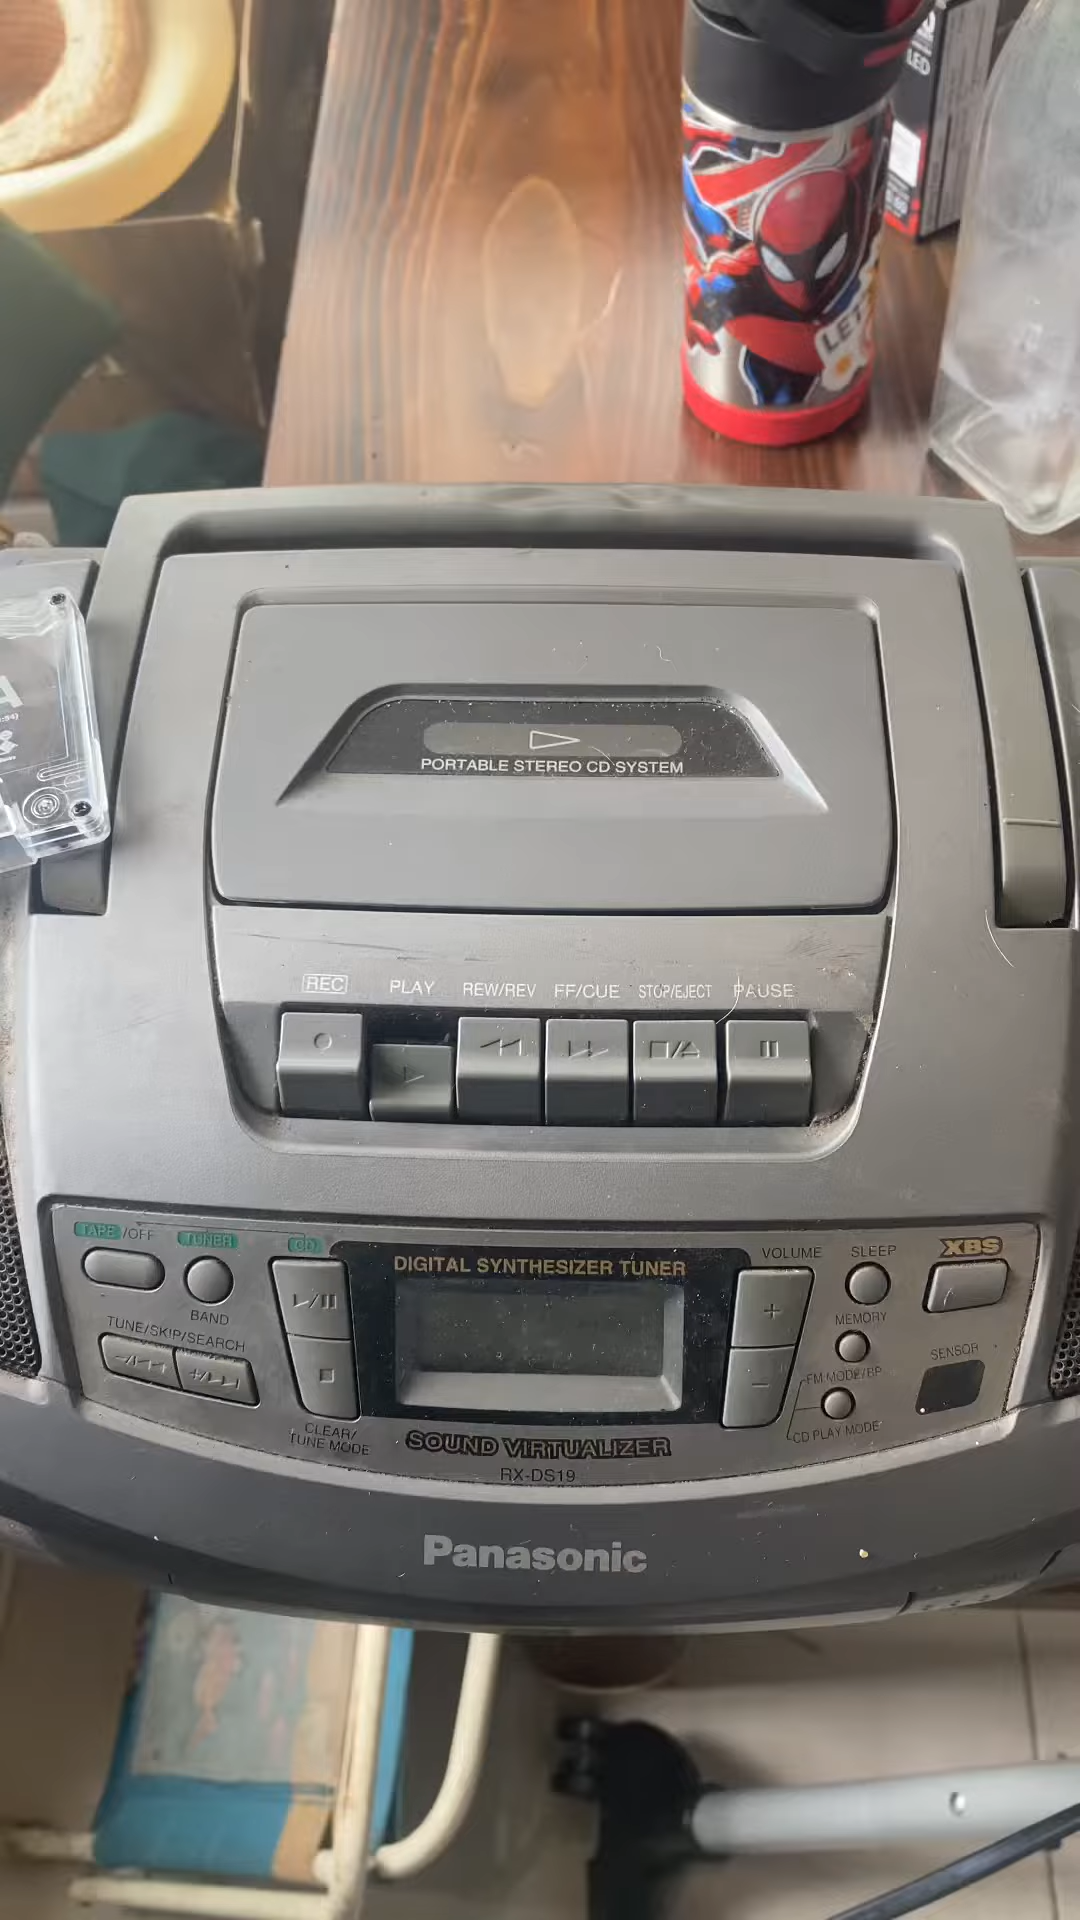 LED
LET
A
PORTABLE STEREO CD SYSTEM
REC PLAY REW/REV FF/CUE STOP/EJECT PAUSE
TAPE/OFF TUNER CD
DIGITAL SYNTHESIZER TUNER
VOLUME SLEEP XBS
BAND
MEMORY
TUNE/SKIP/SEARCH
SENSOR
FM MODE/BP
CD PLAY MODE
CLEAR/
TUNE MODE
SOUND VIRTUALIZER
RX-DS19
Panasonic